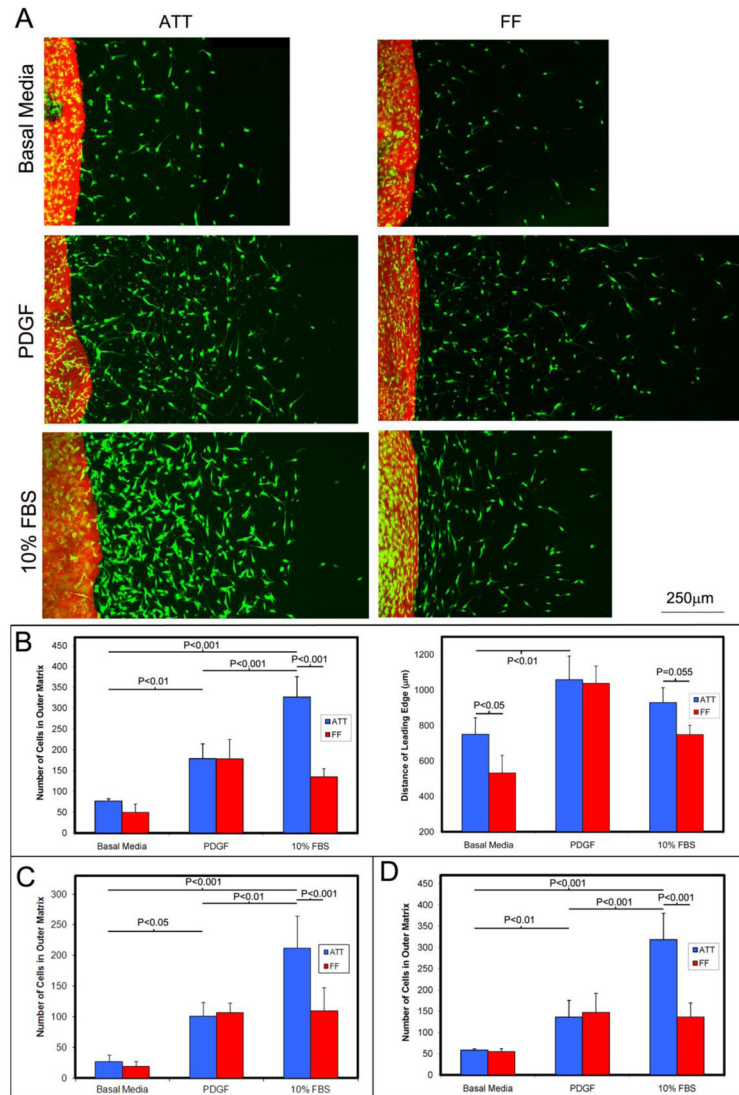 A
ATT
FF
Basal Media
PDGF
10% FBS
250µm
B
450
400
350
300
250
200
150
100
50
0
Number of Cells in Outer Matrix
P<0.001
P<0.01
P<0.001
P<0.001
ATT
FF
Basal Media
PDGF
10% FBS
1200
1000
800
600
400
200
Distance of Leading Edge (µm)
P<0.01
P<0.05
P=0.055
ATT
FF
Basal Media
PDGF
10% FBS
C
300
250
200
150
100
50
0
Number of Cells in Outer Matrix
P<0.001
P<0.01
P<0.001
P<0.05
ATT
FF
Basal Media
PDGF
10% FBS
D
450
400
350
300
250
200
150
100
50
0
Number of Cells in Outer Matrix
P<0.001
P<0.001
P<0.001
P<0.01
ATT
FF
Basal Media
PDGF
10% FBS